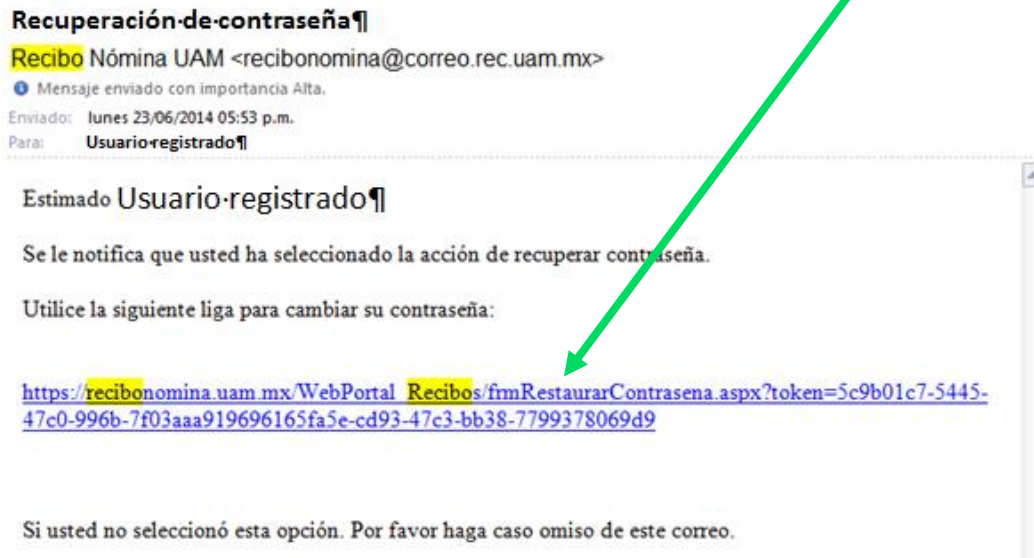 Recuperación·de·contraseña¶
Recibo Nómina UAM <recibonomina@correo.rec.uam.mx>
Mensaje enviado con importancia Alta.
Enviado: lunes 23/06/2014 05:53 p.m.
Para: Usuario·registrado¶
Estimado Usuario·registrado¶
Se le notifica que usted ha seleccionado la acción de recuperar contraseña.
Utilice la siguiente liga para cambiar su contraseña:
https://recibonomina.uam.mx/WebPortal_Recibos/frmRestaurarContrasena.aspx?token=5c9b01c7-5445-
47c0-996b-7f03aaa919696165fa5e-cd93-47c3-bb38-7799378069d9
Si usted no seleccionó esta opción. Por favor haga caso omiso de este correo.